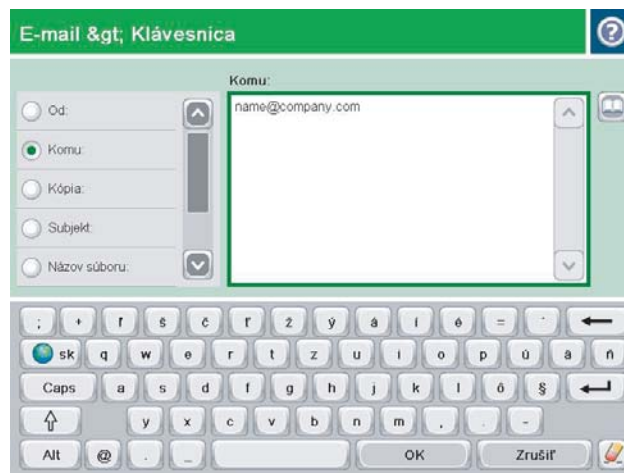 E-mail &gt; Klávesnica
Komu:
name@company.com
Od:
Komu:
Kópia:
Subjekt:
Názov súboru:
; + ľ š č ť ž ý á í é = ´
sk q w e r t z u i o p ú ä ň
Caps a s d f g h j k l ô §
y x c v b n m , . -
Alt @ . _ OK Zrušiť